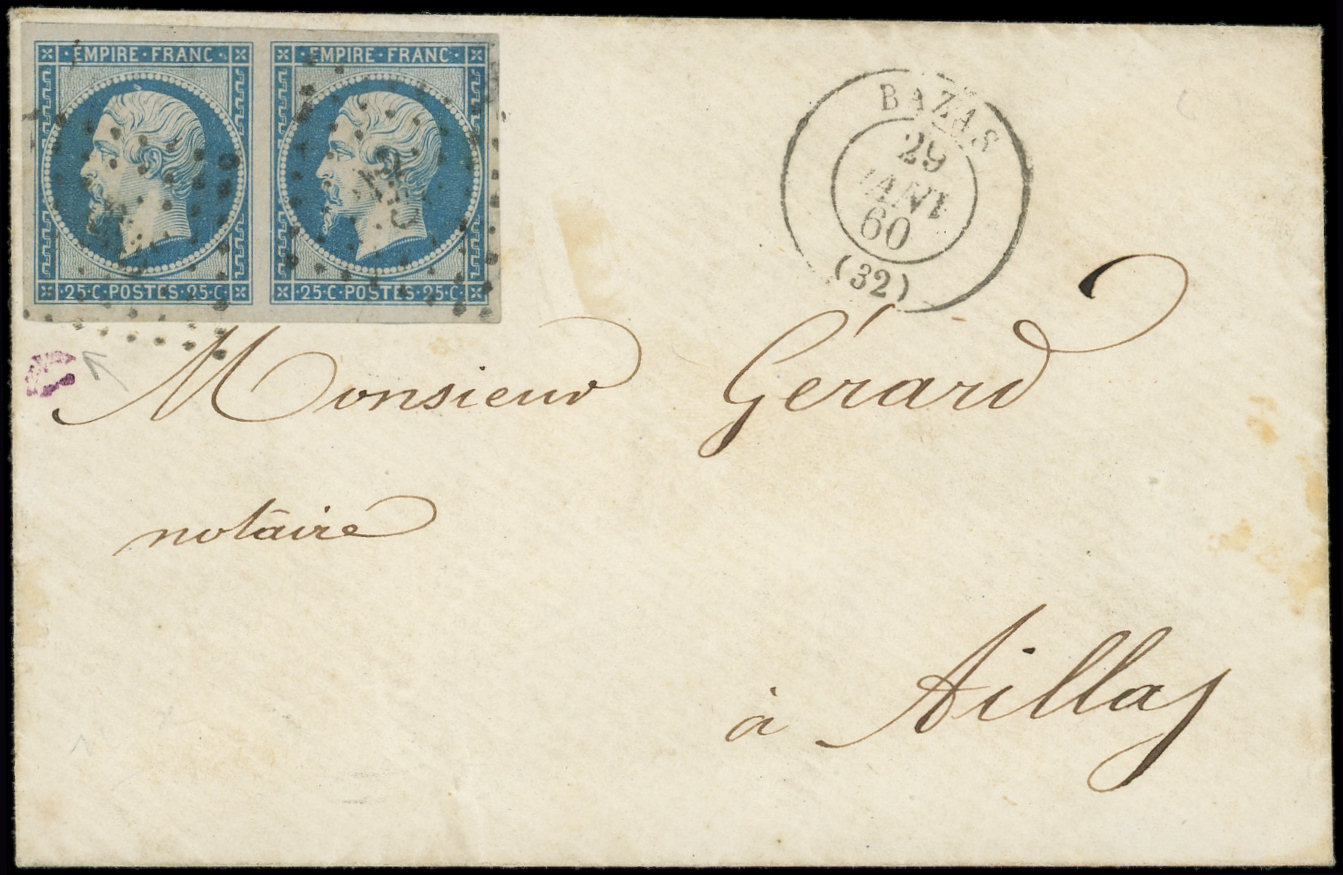 EMPIRE·FRANC· EMPIRE·FRANC·
25·C·POSTES·25·C· 25·C·POSTES·25·C·
BAZAS
29
JANV
60
(32)
Monsieur Gérard
notaire
à Aillas